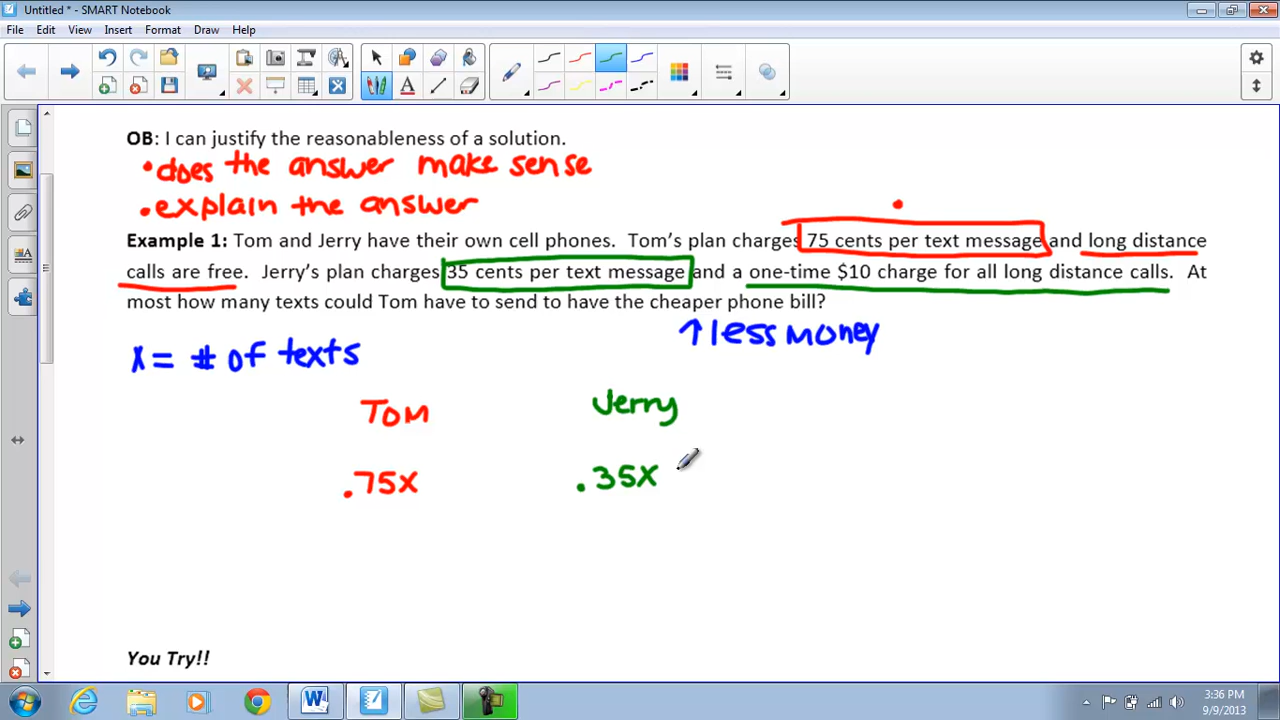 Untitled * - SMART Notebook
File Edit View Insert Format Draw Help
OB: I can justify the reasonableness of a solution.
• does the answer make sense
• explain the answer
Example 1: Tom and Jerry have their own cell phones. Tom's plan charges 75 cents per text message and long distance
calls are free. Jerry's plan charges 35 cents per text message and a one-time $10 charge for all long distance calls. At
most how many texts could Tom have to send to have the cheaper phone bill?
↑ less money
x = # of texts
Tom Jerry
.75x .35x
You Try!!
3:36 PM
9/9/2013